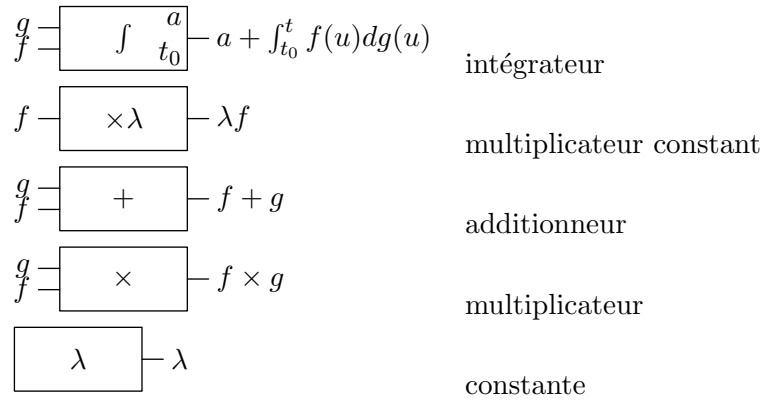 g
f ∫ a t₀ a + ∫_{t₀}^{t} f(u)dg(u)
intégrateur
f ×λ λf
multiplicateur constant
g
f + f + g
additionneur
g
f × f × g
multiplicateur
λ λ
constante